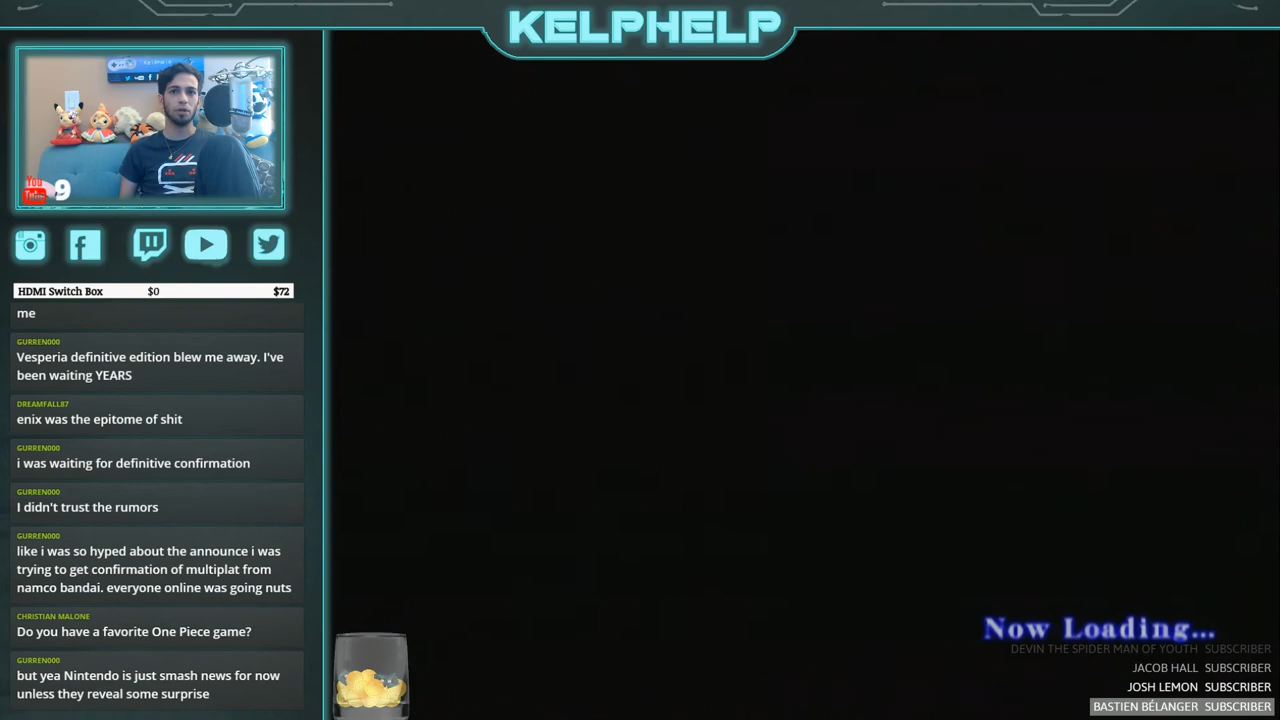 KELPHELP
You
Tube 9
HDMI Switch Box $0 $72
me
GURREN000
Vesperia definitive edition blew me away. I've
been waiting YEARS
DREAMFALL87
enix was the epitome of shit
GURREN000
i was waiting for definitive confirmation
GURREN000
I didn't trust the rumors
GURREN000
like i was so hyped about the announce i was
trying to get confirmation of multiplat from
namco bandai. everyone online was going nuts
CHRISTIAN MALONE
Do you have a favorite One Piece game?
GURREN000
but yea Nintendo is just smash news for now
unless they reveal some surprise
Now Loading...
DEVIN THE SPIDER MAN OF YOUTH SUBSCRIBER
JACOB HALL SUBSCRIBER
JOSH LEMON SUBSCRIBER
BASTIEN BÉLANGER SUBSCRIBER